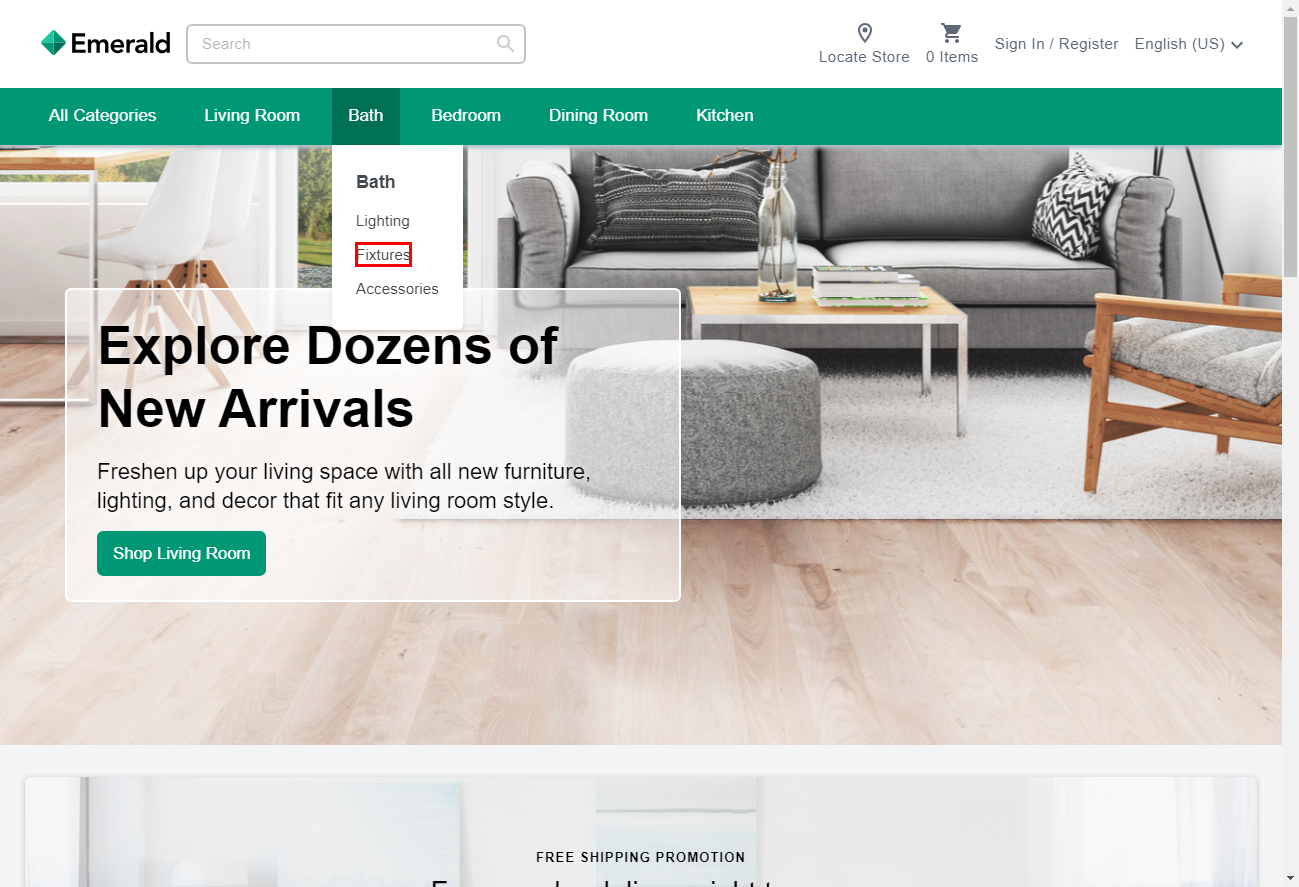 Emerald
Search
Locate Store
0 Items
Sign In / Register
English (US)
All Categories
Living Room
Bath
Bedroom
Dining Room
Kitchen
Bath
Lighting
Fixtures
Accessories
Explore Dozens of
New Arrivals
Freshen up your living space with all new furniture,
lighting, and decor that fit any living room style.
Shop Living Room
FREE SHIPPING PROMOTION